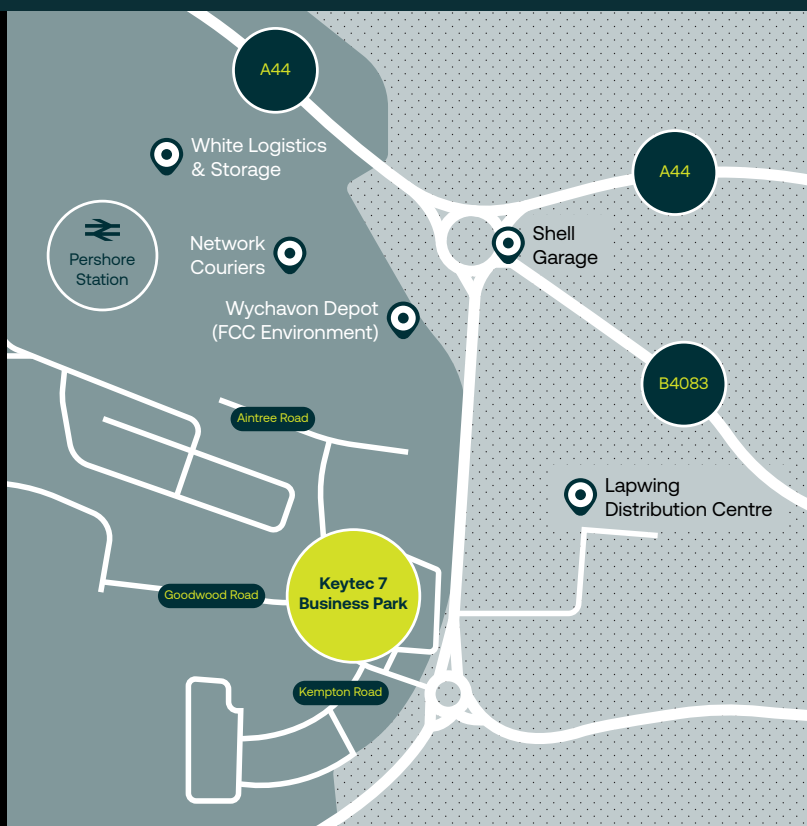 A44
White Logistics
& Storage
A44
Pershore
Station
Network
Couriers
Shell
Garage
Wychavon Depot
(FCC Environment)
B4083
Aintree Road
Lapwing
Distribution Centre
Keytec 7
Business Park
Goodwood Road
Kempton Road